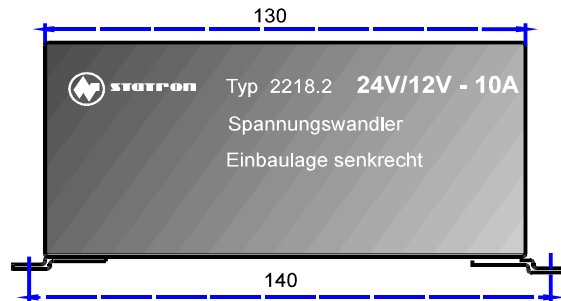 130
statron Typ 2218.2 24V/12V - 10A
Spannungswandler
Einbaulage senkrecht
140